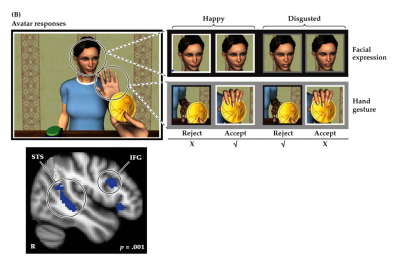 (B)
Avatar responses
Happy Disgusted
Facial expression
Hand gesture
Reject Accept Reject Accept
X √ √ X
STS IFG
R p = .001